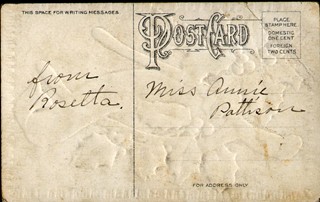 THIS SPACE FOR WRITING MESSAGES
POST CARD
PLACE
STAMP HERE
DOMESTIC
ONE CENT
FOREIGN
TWO CENTS
from
Rosetta.
Miss Annie
Pattison
FOR ADDRESS ONLY